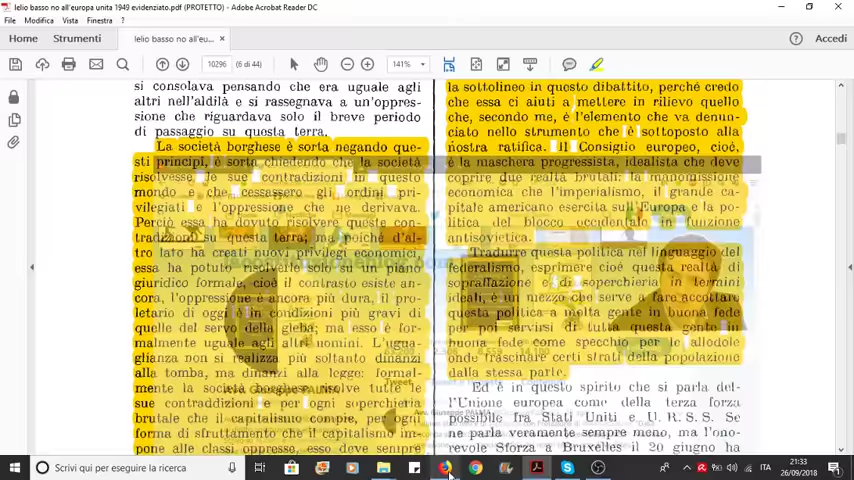 lelio basso no all'europa unita 1949 evidenziato.pdf (PROTETTO) - Adobe Acrobat Reader DC
File Modifica Vista Finestra ?
Home Strumenti lelio basso no all'eu... × Accedi
10296 (6 di 44) 141%
si consolava pensando che era uguale agli
altri nell'aldilà e si rassegnava a un'oppres-
sione che riguardava solo il breve periodo
di passaggio su questa terra.
La società borghese è sorta negando que-
sti principi, è sorta chiedendo che la società
risolvesse le sue contradizioni in questo
mondo e che cessassero gli ordini pri-
vilegiati e l'oppressione che ne derivava.
Perciò essa ha dovuto risolvere queste con-
tradizioni su questa terra; ma poiché d'al-
tro lato ha creati nuovi privilegi economici,
essa ha potuto risolverle solo su un piano
giuridico formale, cioè il contrasto esiste an-
cora, l'oppressione è ancora più dura, il pro-
letario di oggi è in condizioni più gravi di
quelle del servo della gleba; ma esso è for-
malmente uguale agli altri uomini. L'ugua-
glianza non si realizza più soltanto dinanzi
alla tomba, ma dinanzi alla legge: formal-
mente la società borghese risolve tutte le
sue contraddizioni e per ogni superchieria
brutale che il capitalismo compie, per ogni
forma di sfruttamento che il capitalismo im-
pone alle classi oppresse, esso deve sempre
la sottolineo in questo dibattito, perché credo
che essa ci aiuti a mettere in rilievo quello
che, secondo me, è l'elemento che va denun-
ciato nello strumento che è sottoposto alla
nostra ratifica. Il Consiglio europeo, cioè,
è la maschera progressista, idealista che deve
coprire due realtà brutali: la manomissione
economica che l'imperialismo, il grande ca-
pitale americano esercita sull'Europa e la po-
litica del blocco occidentale in funzione
antisovietica.
Tradurre questa politica nel linguaggio del
federalismo, esprimere cioè questa realtà di
sopraffazione e di soperchieria in termini
ideali, è un mezzo che serve a fare accottare
questa politica a molta gente in buona fede
per poi servirsi di tutta questa gente in
buona fede come specchio per le allodole
onde trascinare certi strati della popolazione
dalla stessa parte.
Ed è in questo spirito che si parla del-
l'Unione europea come della terza forza
possibile fra Stati Uniti e U.R.S.S. Se
ne parla veramente sempre meno, ma l'ono-
revole Sforza a Bruxelles il 20 giugno ha
Tweet
Avv. Giuseppe PALMA
Avv. Giuseppe PALMA
Scrivi qui per eseguire la ricerca
ITA
21:33
26/09/2018